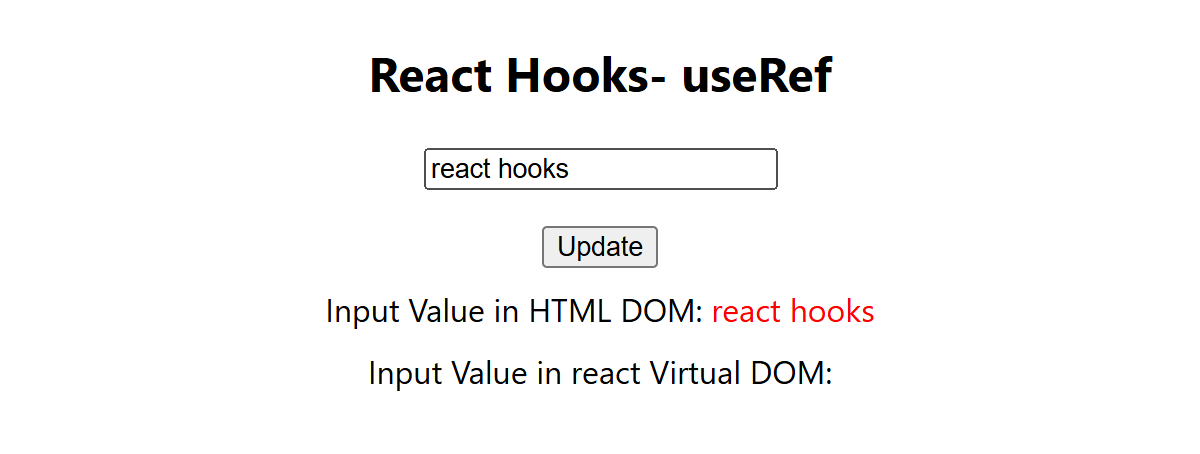 React Hooks- useRef
react hooks
Update
Input Value in HTML DOM: react hooks
Input Value in react Virtual DOM: